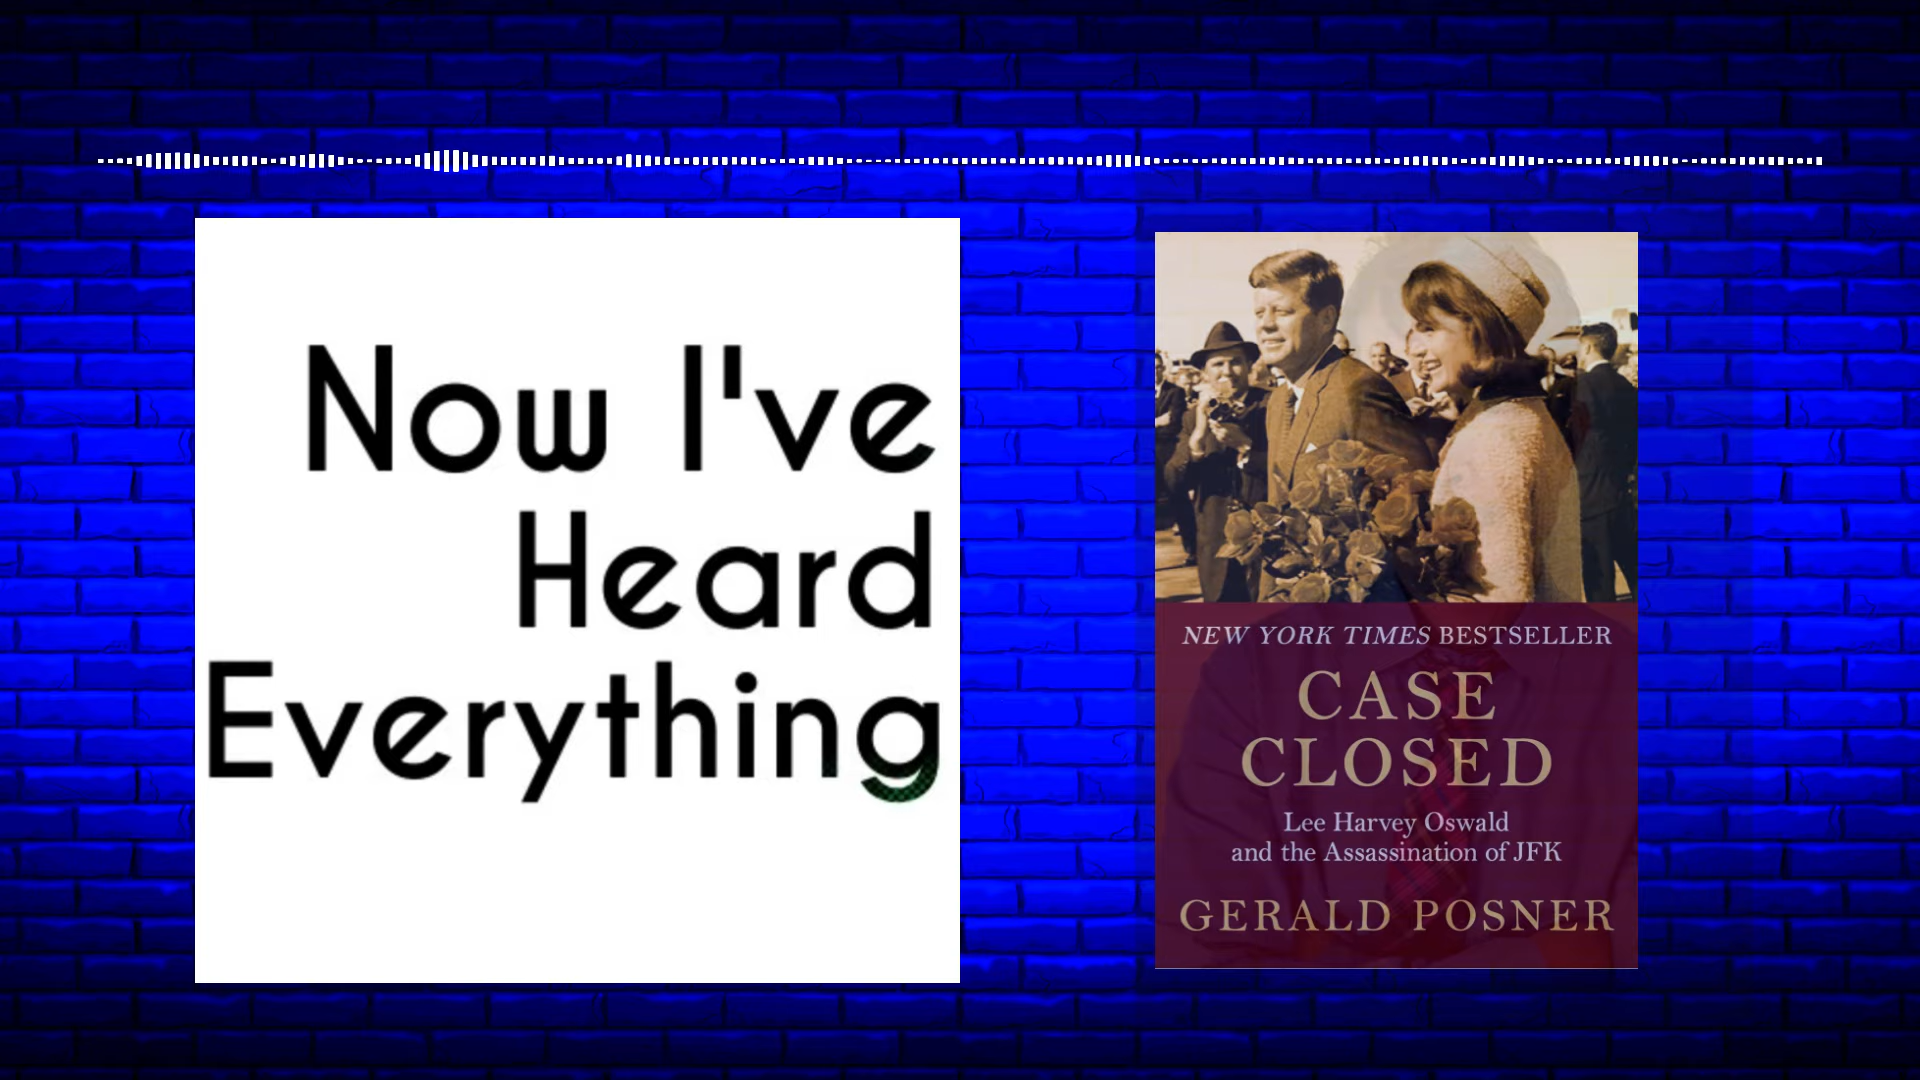 Now I've
Heard
Everything
NEW YORK TIMES BESTSELLER
CASE
CLOSED
Lee Harvey Oswald
and the Assassination of JFK
GERALD POSNER